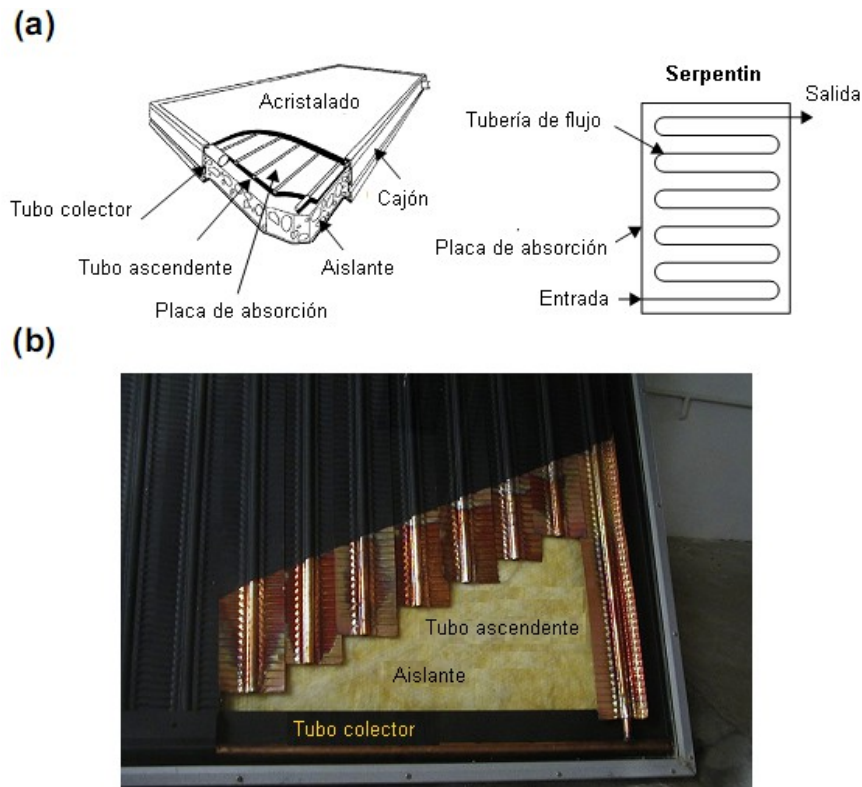 (a)
Acristalado
Tubo colector
Tubo ascendente
Placa de absorción
Aislante
Cajón
Serpentin
Salida
Tubería de flujo
Placa de absorción
Entrada
(b)
Tubo ascendente
Aislante
Tubo colector